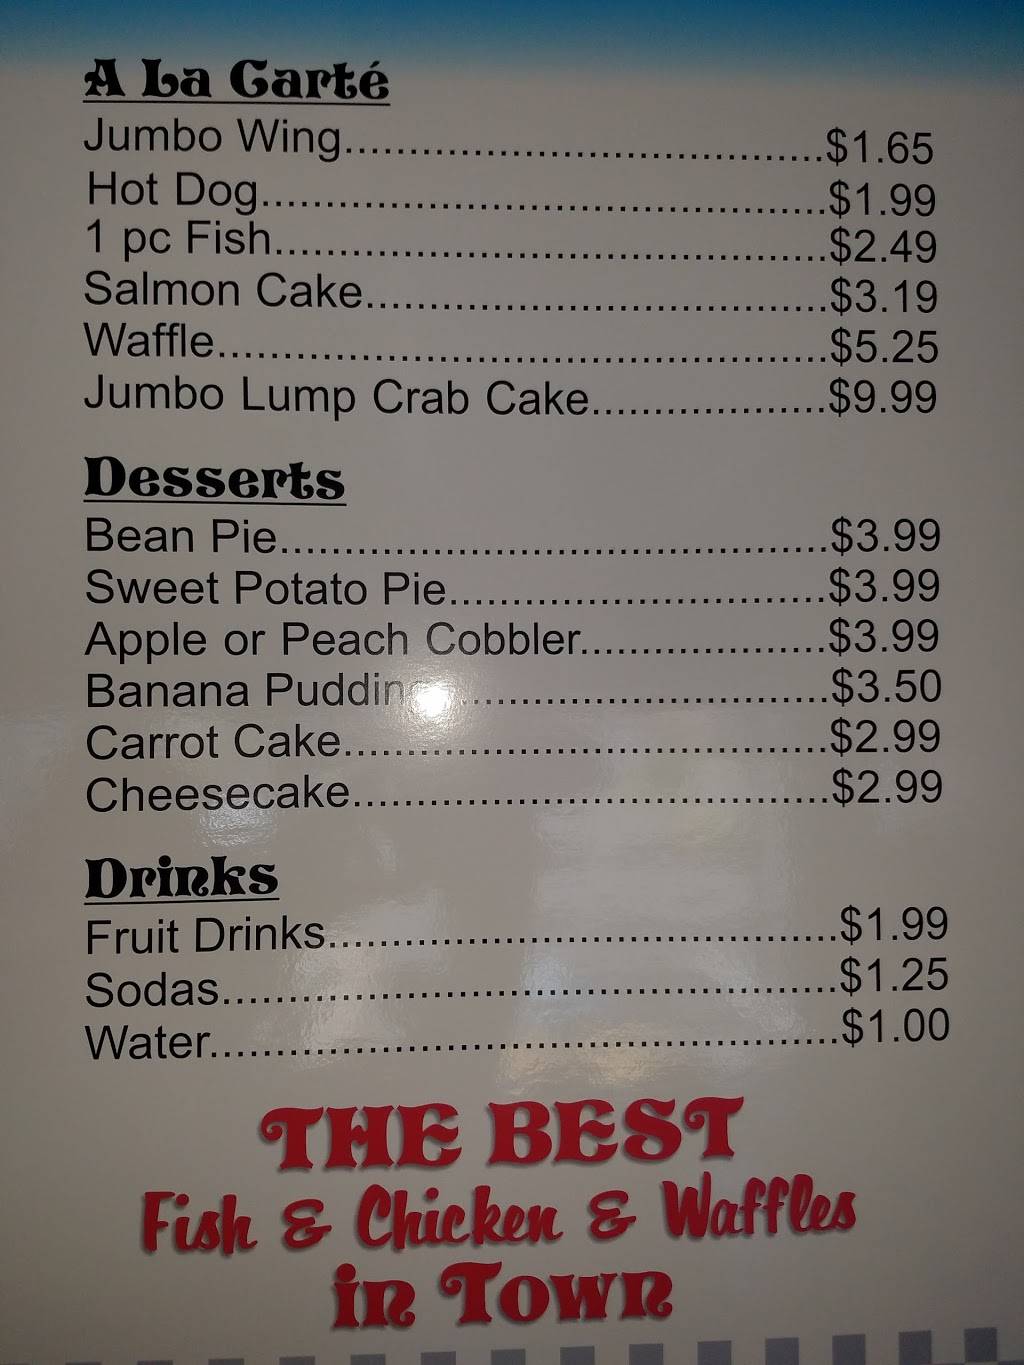 A La Carté
Jumbo Wing.....................................$1.65
Hot Dog...........................................$1.99
1 pc Fish..........................................$2.49
Salmon Cake...................................$3.19
Waffle...............................................$5.25
Jumbo Lump Crab Cake..................$9.99
Desserts
Bean Pie..........................................$3.99
Sweet Potato Pie.............................$3.99
Apple or Peach Cobbler...................$3.99
Banana Pudding............................$3.50
Carrot Cake.....................................$2.99
Cheesecake....................................$2.99
Drinks
Fruit Drinks.......................................$1.99
Sodas...............................................$1.25
Water................................................$1.00
THE BEST
Fish & Chicken & Waffles
in Town